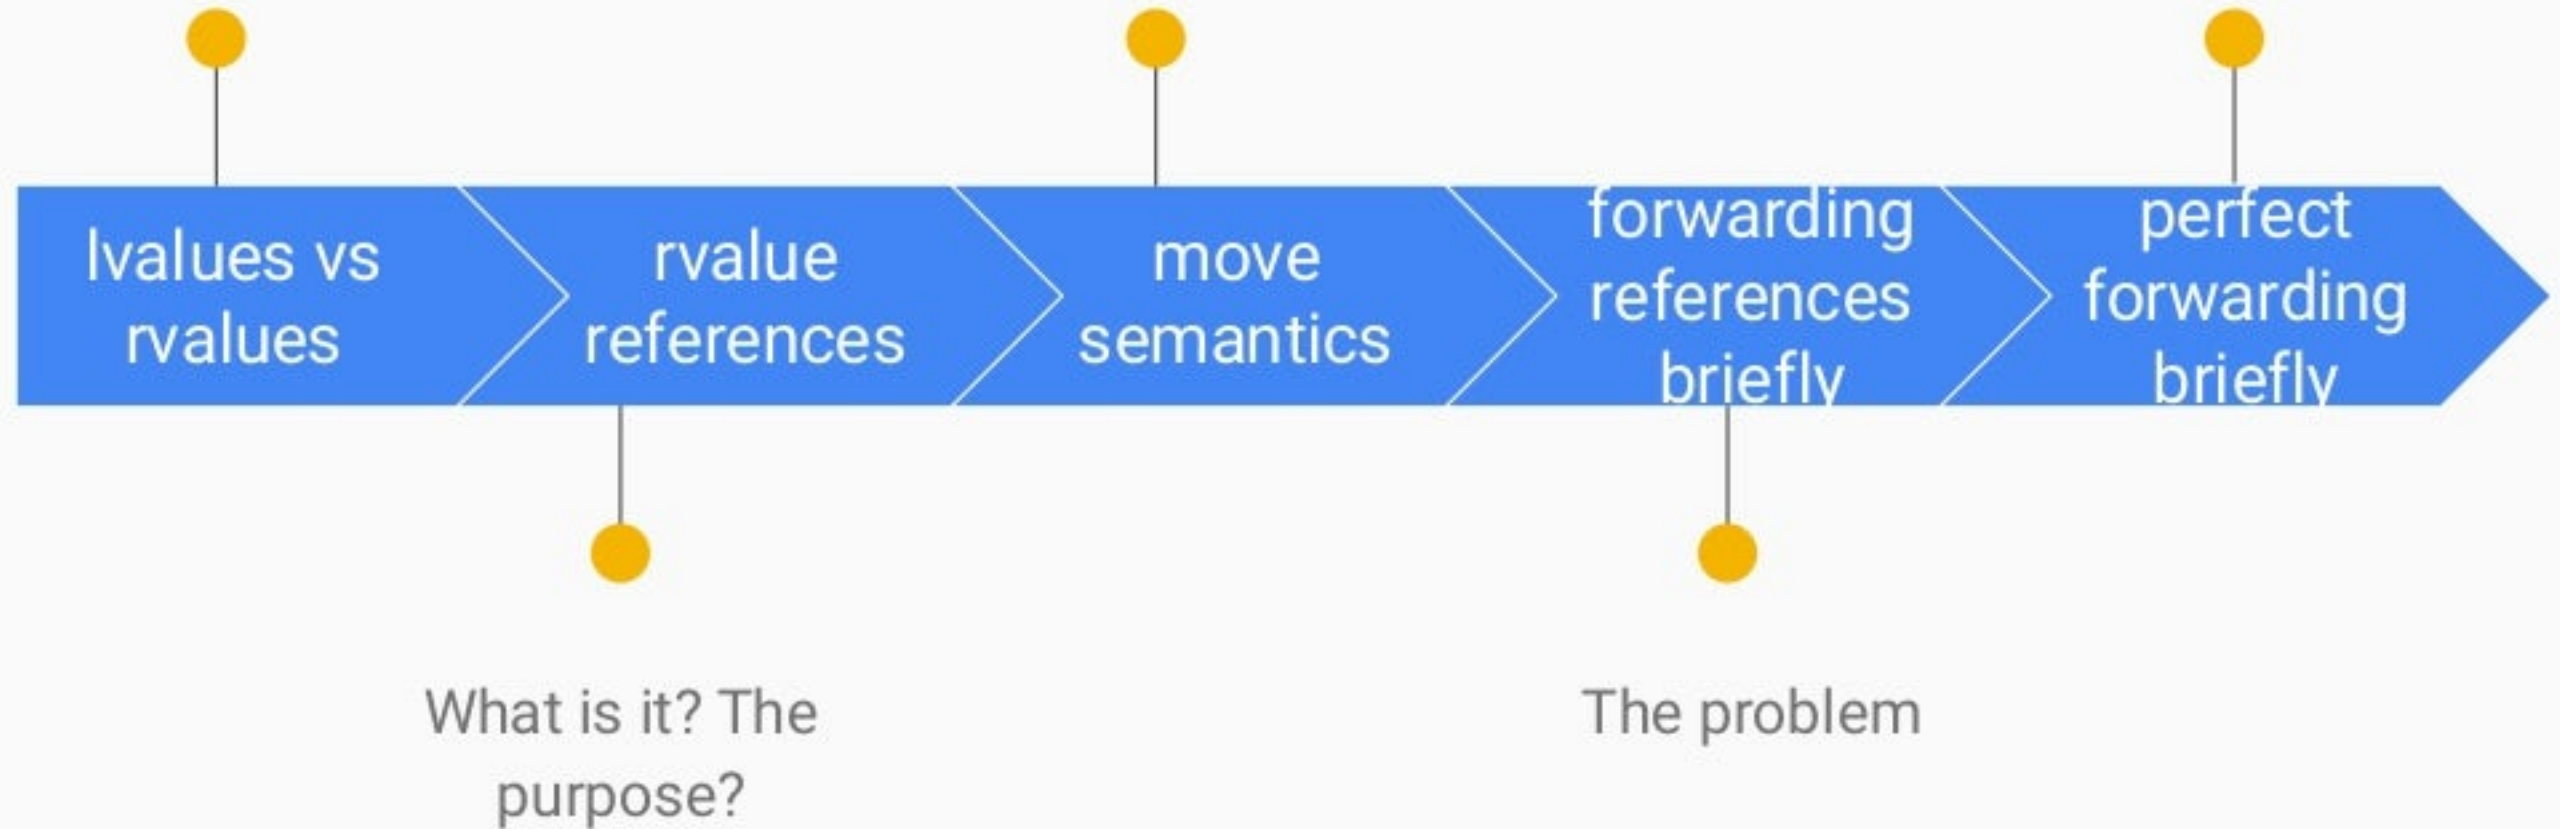 lvalues vs
rvalues
rvalue
references
move
semantics
forwarding
references
briefly
perfect
forwarding
briefly
What is it? The
purpose?
The problem